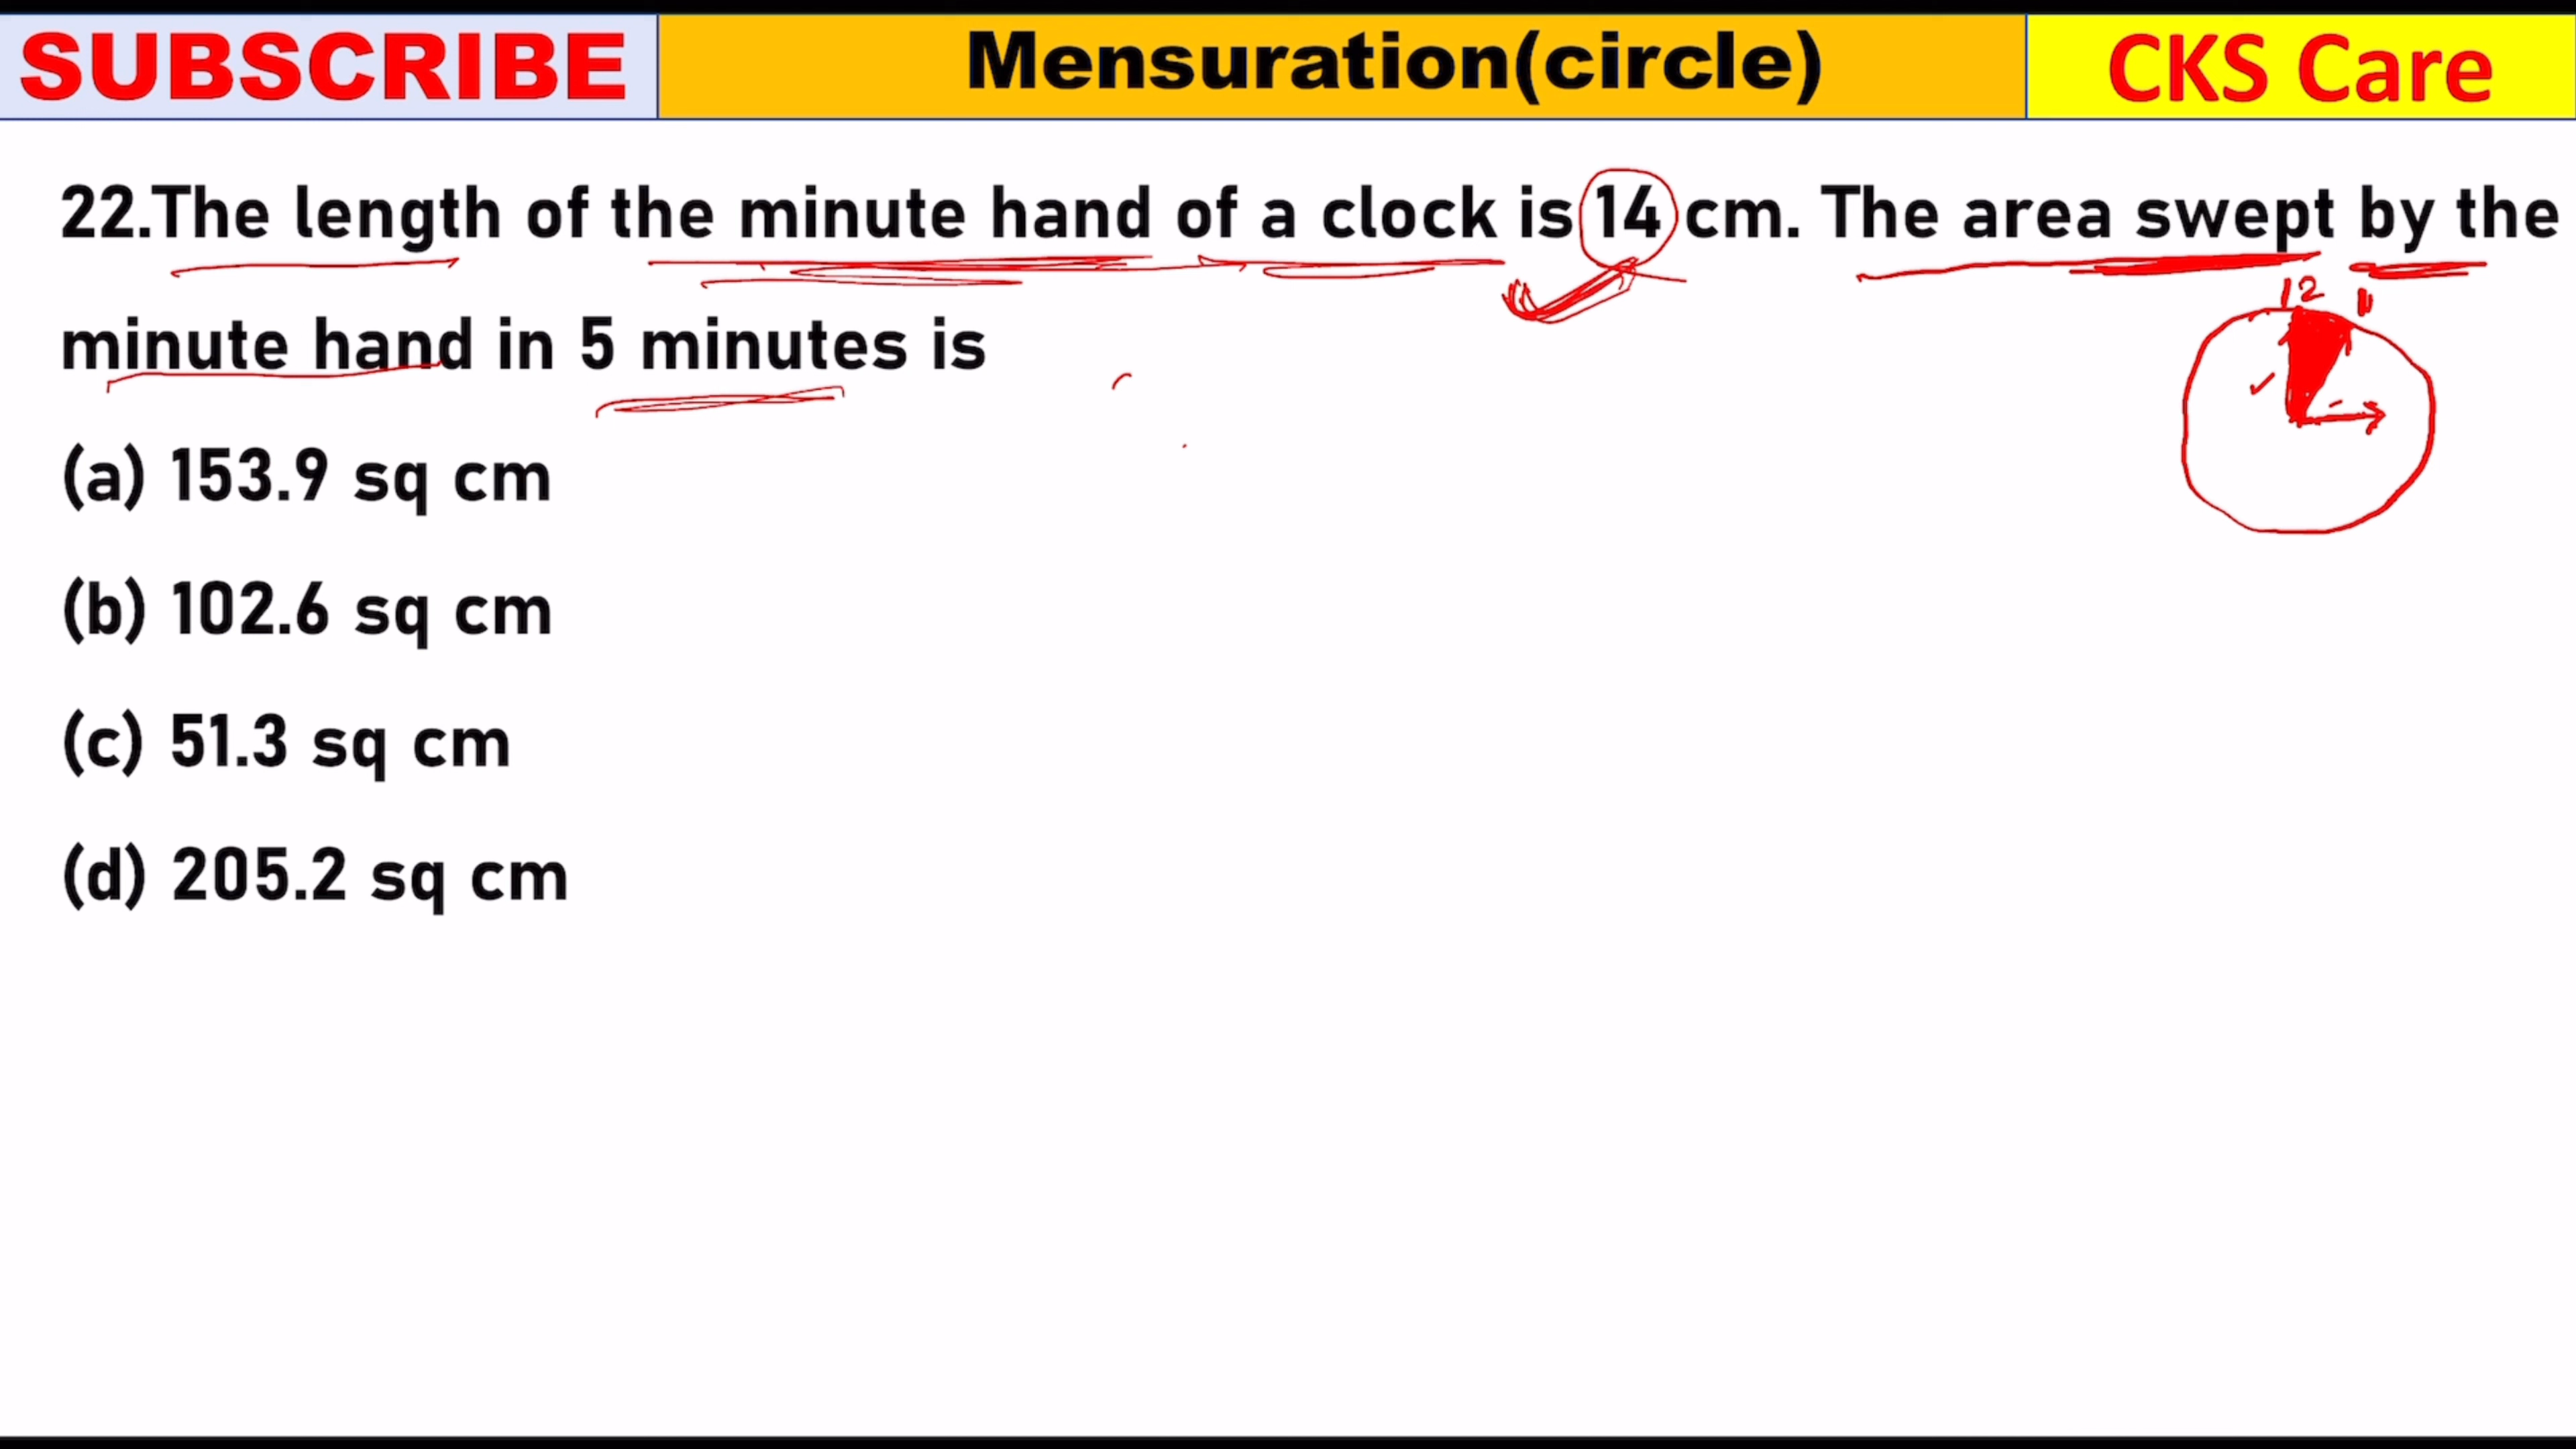 SUBSCRIBE Mensuration(circle) CKS Care
22.The length of the minute hand of a clock is 14 cm. The area swept by the
minute hand in 5 minutes is
12
(a) 153.9 sq cm
(b) 102.6 sq cm
(c) 51.3 sq cm
(d) 205.2 sq cm